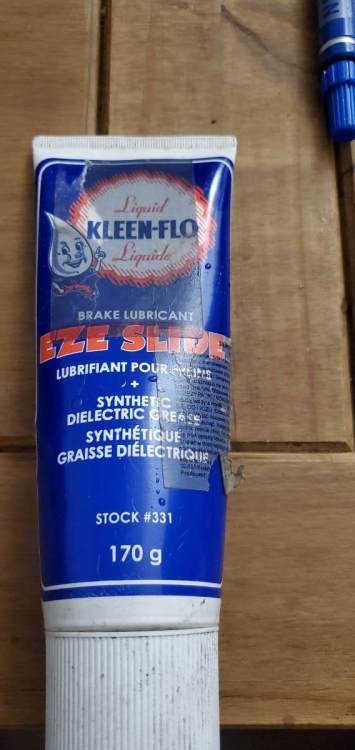 Liquid
KLEEN-FLO
Liquide
BRAKE LUBRICANT
EZE SLIDE
LUBRIFIANT POUR FREINS
+
SYNTHETIC
DIELECTRIC GREASE
SYNTHÉTIQUE
GRAISSE DIÉLECTRIQUE
STOCK #331
170 g